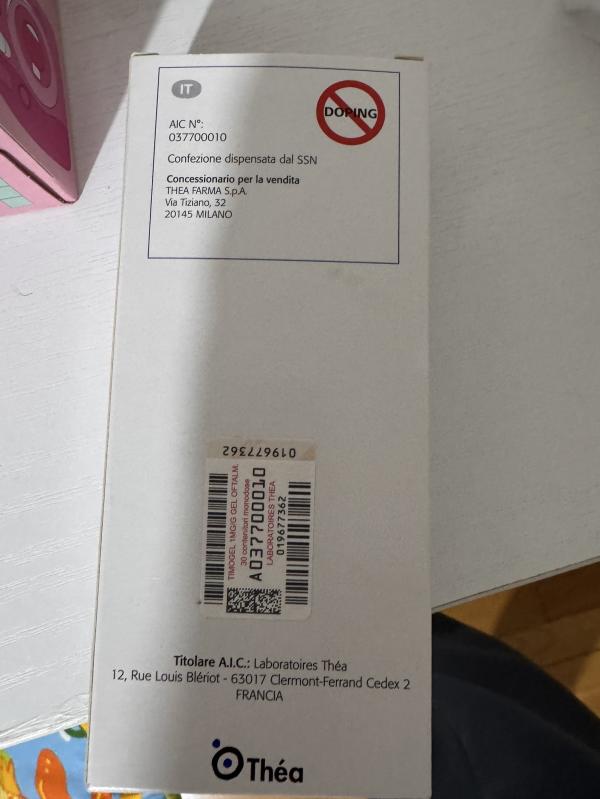 IT
DOPING
AIC N°:
037700010
Confezione dispensata dal SSN
Concessionario per la vendita
THEA FARMA S.p.A.
Via Tiziano, 32
20145 MILANO
019677362
TIMOGEL 1MG/G GEL OFTALM.
30 contenitori monodose
A037700010
LABORATOIRES THEA
019677362
Titolare A.I.C.: Laboratoires Théa
12, Rue Louis Blériot - 63017 Clermont-Ferrand Cedex 2
FRANCIA
Théa